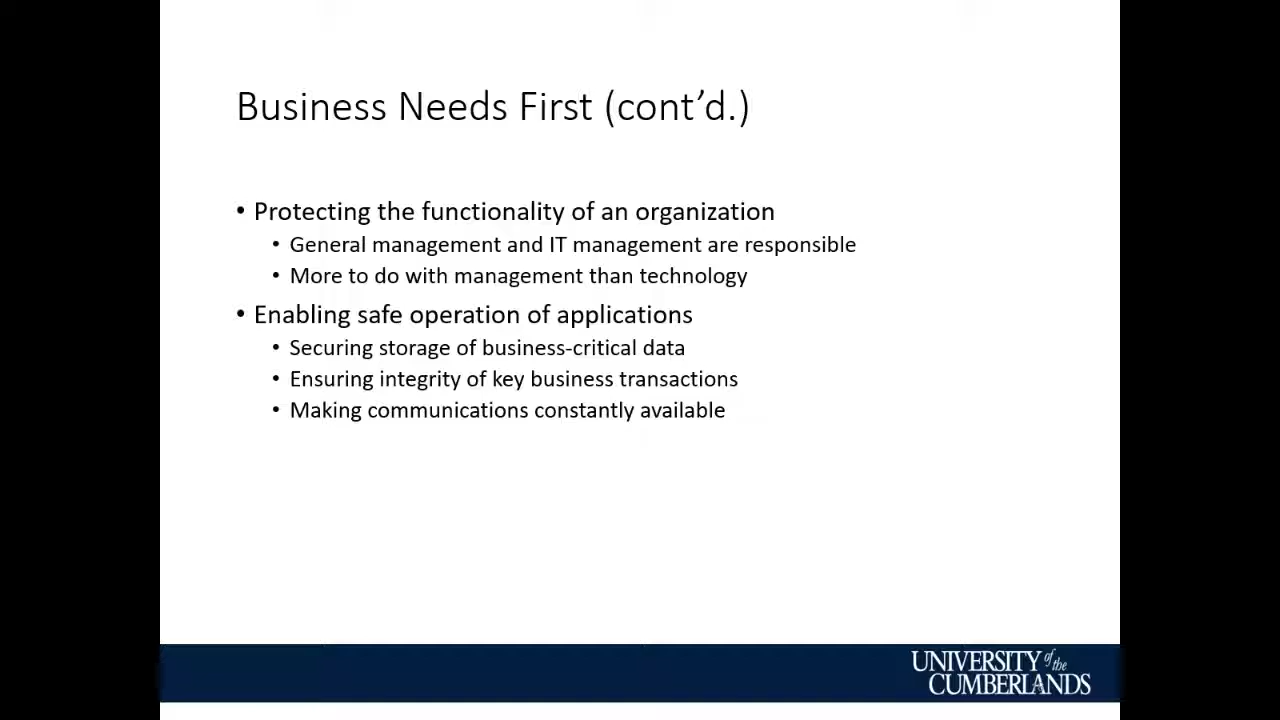 Business Needs First (cont’d.)
• Protecting the functionality of an organization
• General management and IT management are responsible
• More to do with management than technology
• Enabling safe operation of applications
• Securing storage of business-critical data
• Ensuring integrity of key business transactions
• Making communications constantly available
UNIVERSITY of the
CUMBERLANDS